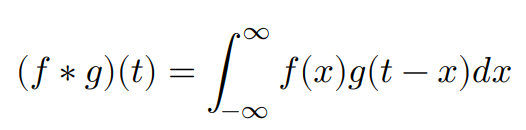 (f * g)(t) = ∫_{-∞}^{∞} f(x)g(t − x)dx